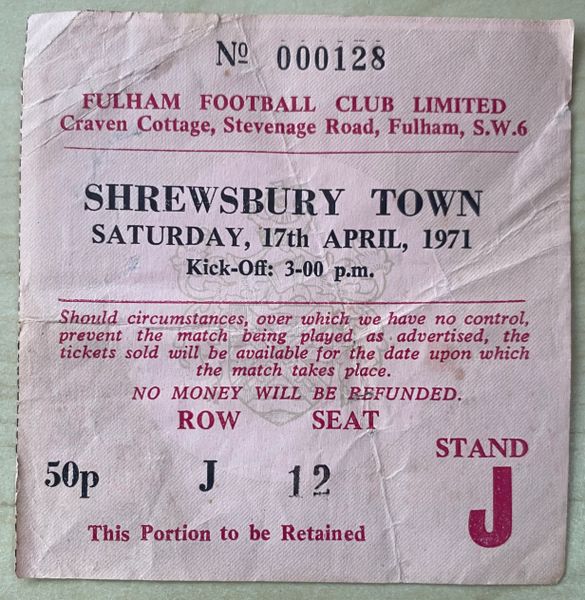 Nº 000128
FULHAM FOOTBALL CLUB LIMITED
Craven Cottage, Stevenage Road, Fulham, S.W.6
SHREWSBURY TOWN
SATURDAY, 17th APRIL, 1971
Kick-Off: 3-00 p.m.
Should circumstances, over which we have no control,
prevent the match being played as advertised, the
tickets sold will be available for the date upon which
the match takes place.
NO MONEY WILL BE REFUNDED.
ROW SEAT
STAND
50p J 12 J
This Portion to be Retained